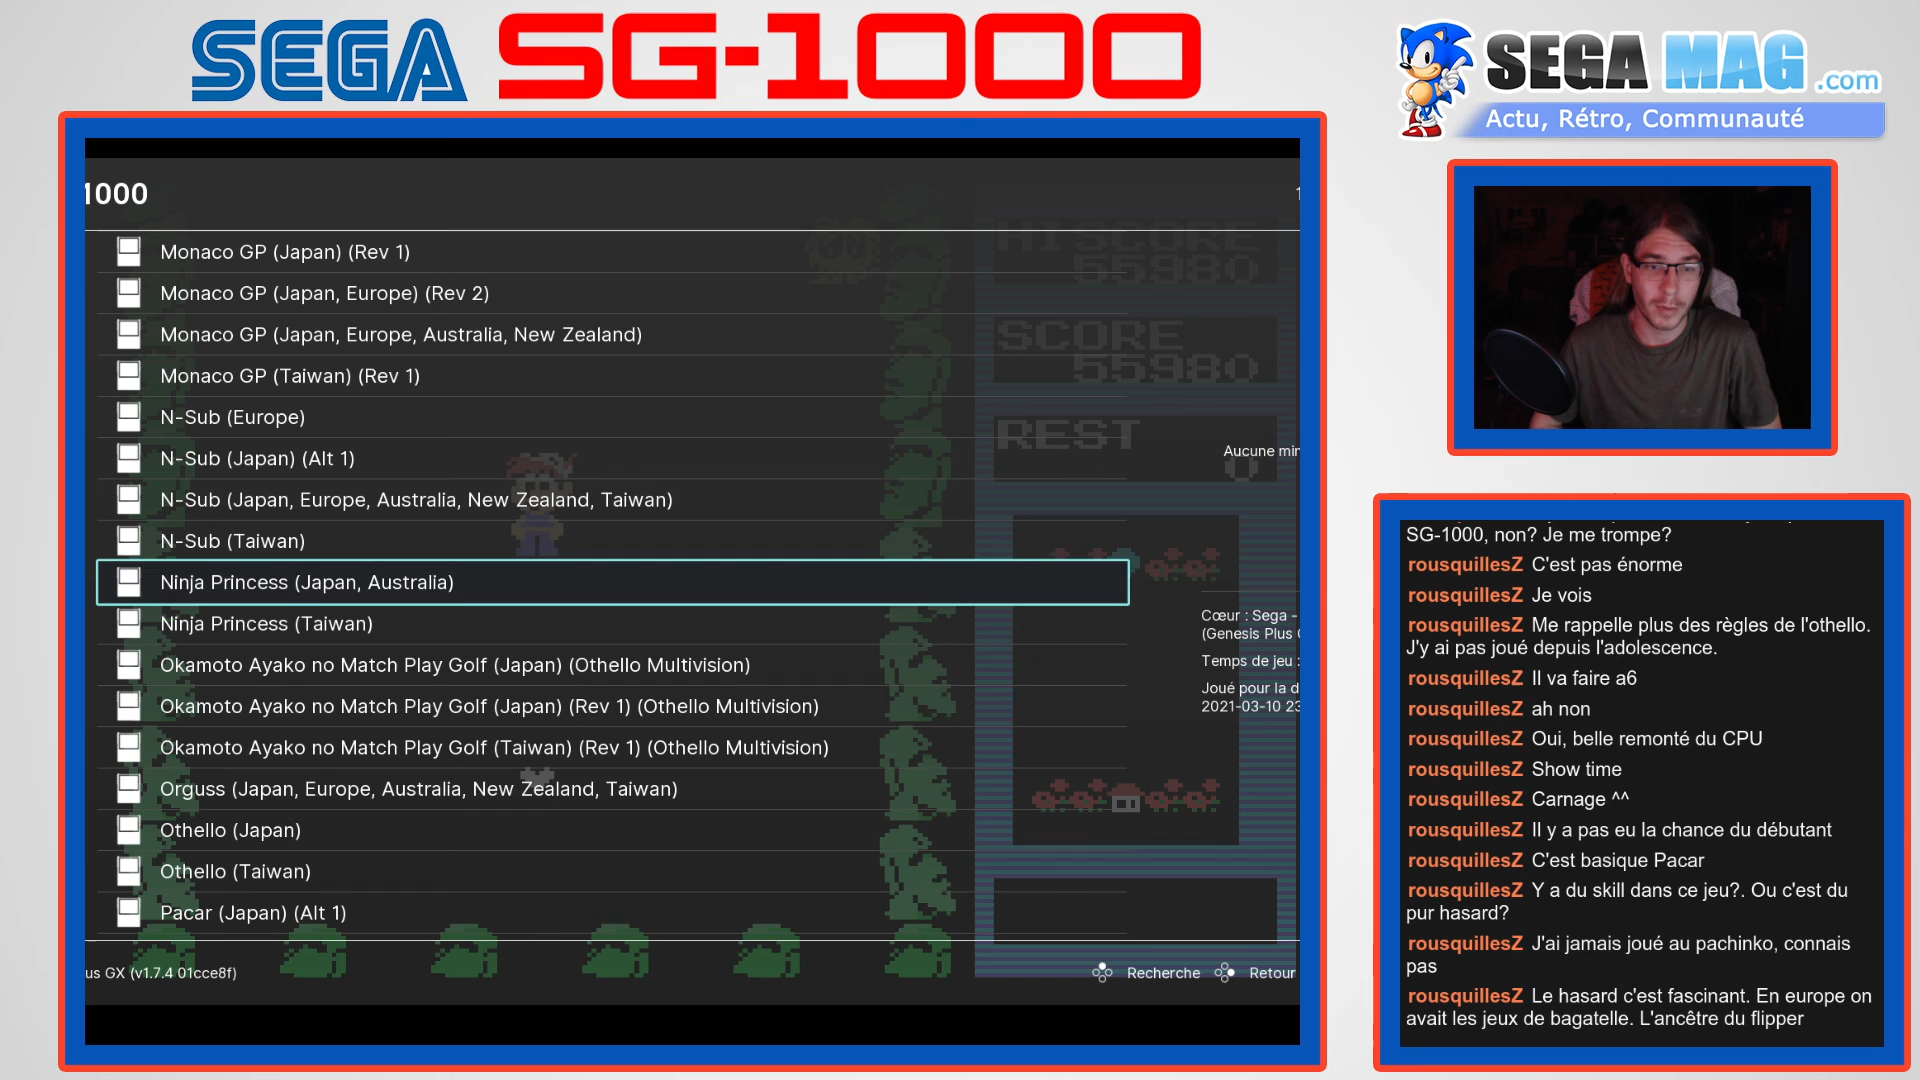 SEGA SG-1000
SEGA MAG .com
Actu, Rétro, Communauté
1000
1
Monaco GP (Japan) (Rev 1)
Monaco GP (Japan, Europe) (Rev 2)
Monaco GP (Japan, Europe, Australia, New Zealand)
Monaco GP (Taiwan) (Rev 1)
N-Sub (Europe)
N-Sub (Japan) (Alt 1)
N-Sub (Japan, Europe, Australia, New Zealand, Taiwan)
N-Sub (Taiwan)
Ninja Princess (Japan, Australia)
Ninja Princess (Taiwan)
Okamoto Ayako no Match Play Golf (Japan) (Othello Multivision)
Okamoto Ayako no Match Play Golf (Japan) (Rev 1) (Othello Multivision)
Okamoto Ayako no Match Play Golf (Taiwan) (Rev 1) (Othello Multivision)
Orguss (Japan, Europe, Australia, New Zealand, Taiwan)
Othello (Japan)
Othello (Taiwan)
Pacar (Japan) (Alt 1)
HI SCORE
55980
SCORE
55980
REST
0
Aucune min
Cœur : Sega -
(Genesis Plus
Temps de jeu :
Joué pour la d
2021-03-10 23
us GX (v1.7.4 01cce8f)
Recherche
Retour
SG-1000, non? Je me trompe?
rousquillesZ C'est pas énorme
rousquillesZ Je vois
rousquillesZ Me rappelle plus des règles de l'othello.
J'y ai pas joué depuis l'adolescence.
rousquillesZ Il va faire a6
rousquillesZ ah non
rousquillesZ Oui, belle remonté du CPU
rousquillesZ Show time
rousquillesZ Carnage ^^
rousquillesZ Il y a pas eu la chance du débutant
rousquillesZ C'est basique Pacar
rousquillesZ Y a du skill dans ce jeu?. Ou c'est du
pur hasard?
rousquillesZ J'ai jamais joué au pachinko, connais
pas
rousquillesZ Le hasard c'est fascinant. En europe on
avait les jeux de bagatelle. L'ancêtre du flipper